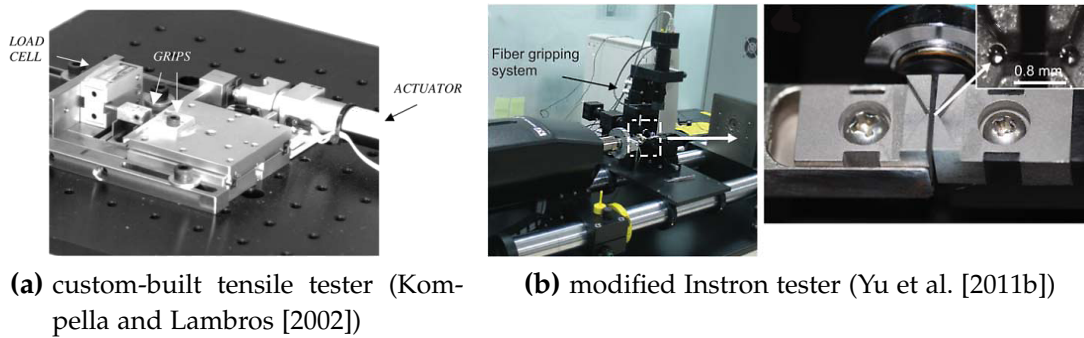 LOAD
CELL
GRIPS
ACTUATOR
Fiber gripping
system
0.8 mm
(a) custom-built tensile tester (Kom-
pella and Lambros [2002])
(b) modified Instron tester (Yu et al. [2011b])